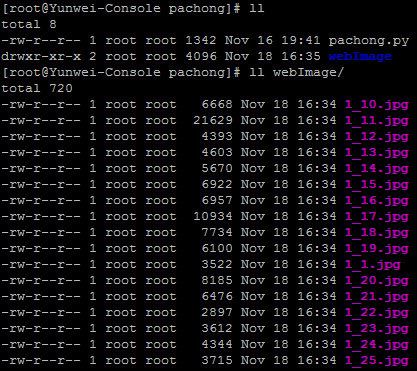 [root@Yunwei-Console pachong]# ll
total 8
-rw-r--r-- 1 root root 1342 Nov 16 19:41 pachong.py
drwxr-xr-x 2 root root 4096 Nov 18 16:35 webImage
[root@Yunwei-Console pachong]# ll webImage/
total 720
-rw-r--r-- 1 root root  6668 Nov 18 16:34 1_10.jpg
-rw-r--r-- 1 root root 21629 Nov 18 16:34 1_11.jpg
-rw-r--r-- 1 root root  4393 Nov 18 16:34 1_12.jpg
-rw-r--r-- 1 root root  4603 Nov 18 16:34 1_13.jpg
-rw-r--r-- 1 root root  5670 Nov 18 16:34 1_14.jpg
-rw-r--r-- 1 root root  6922 Nov 18 16:34 1_15.jpg
-rw-r--r-- 1 root root  6957 Nov 18 16:34 1_16.jpg
-rw-r--r-- 1 root root 10934 Nov 18 16:34 1_17.jpg
-rw-r--r-- 1 root root  7734 Nov 18 16:34 1_18.jpg
-rw-r--r-- 1 root root  6100 Nov 18 16:34 1_19.jpg
-rw-r--r-- 1 root root  3522 Nov 18 16:34 1_1.jpg
-rw-r--r-- 1 root root  8185 Nov 18 16:34 1_20.jpg
-rw-r--r-- 1 root root  6476 Nov 18 16:34 1_21.jpg
-rw-r--r-- 1 root root  2897 Nov 18 16:34 1_22.jpg
-rw-r--r-- 1 root root  3612 Nov 18 16:34 1_23.jpg
-rw-r--r-- 1 root root  4344 Nov 18 16:34 1_24.jpg
-rw-r--r-- 1 root root  3715 Nov 18 16:34 1_25.jpg